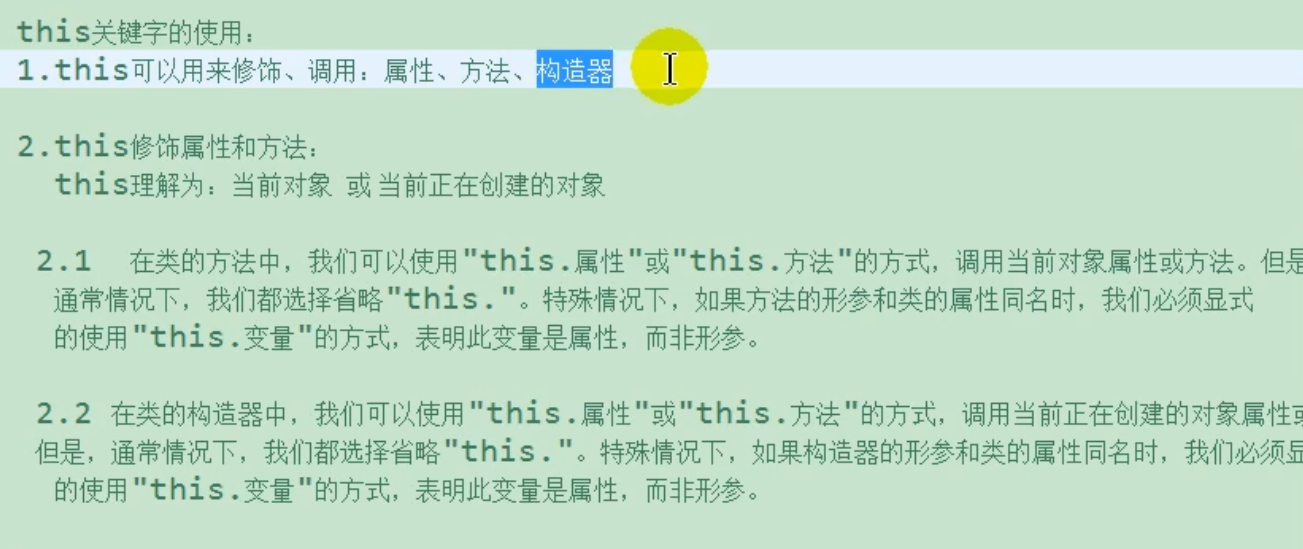 this关键字的使用：
1.this可以用来修饰、调用：属性、方法、构造器
2.this修饰属性和方法：
this理解为：当前对象 或 当前正在创建的对象
2.1 在类的方法中，我们可以使用"this.属性"或"this.方法"的方式，调用当前对象属性或方法。但是
通常情况下，我们都选择省略"this."。特殊情况下，如果方法的形参和类的属性同名时，我们必须显式
的使用"this.变量"的方式，表明此变量是属性，而非形参。
2.2 在类的构造器中，我们可以使用"this.属性"或"this.方法"的方式，调用当前正在创建的对象属性或
但是，通常情况下，我们都选择省略"this."。特殊情况下，如果构造器的形参和类的属性同名时，我们必须显
的使用"this.变量"的方式，表明此变量是属性，而非形参。